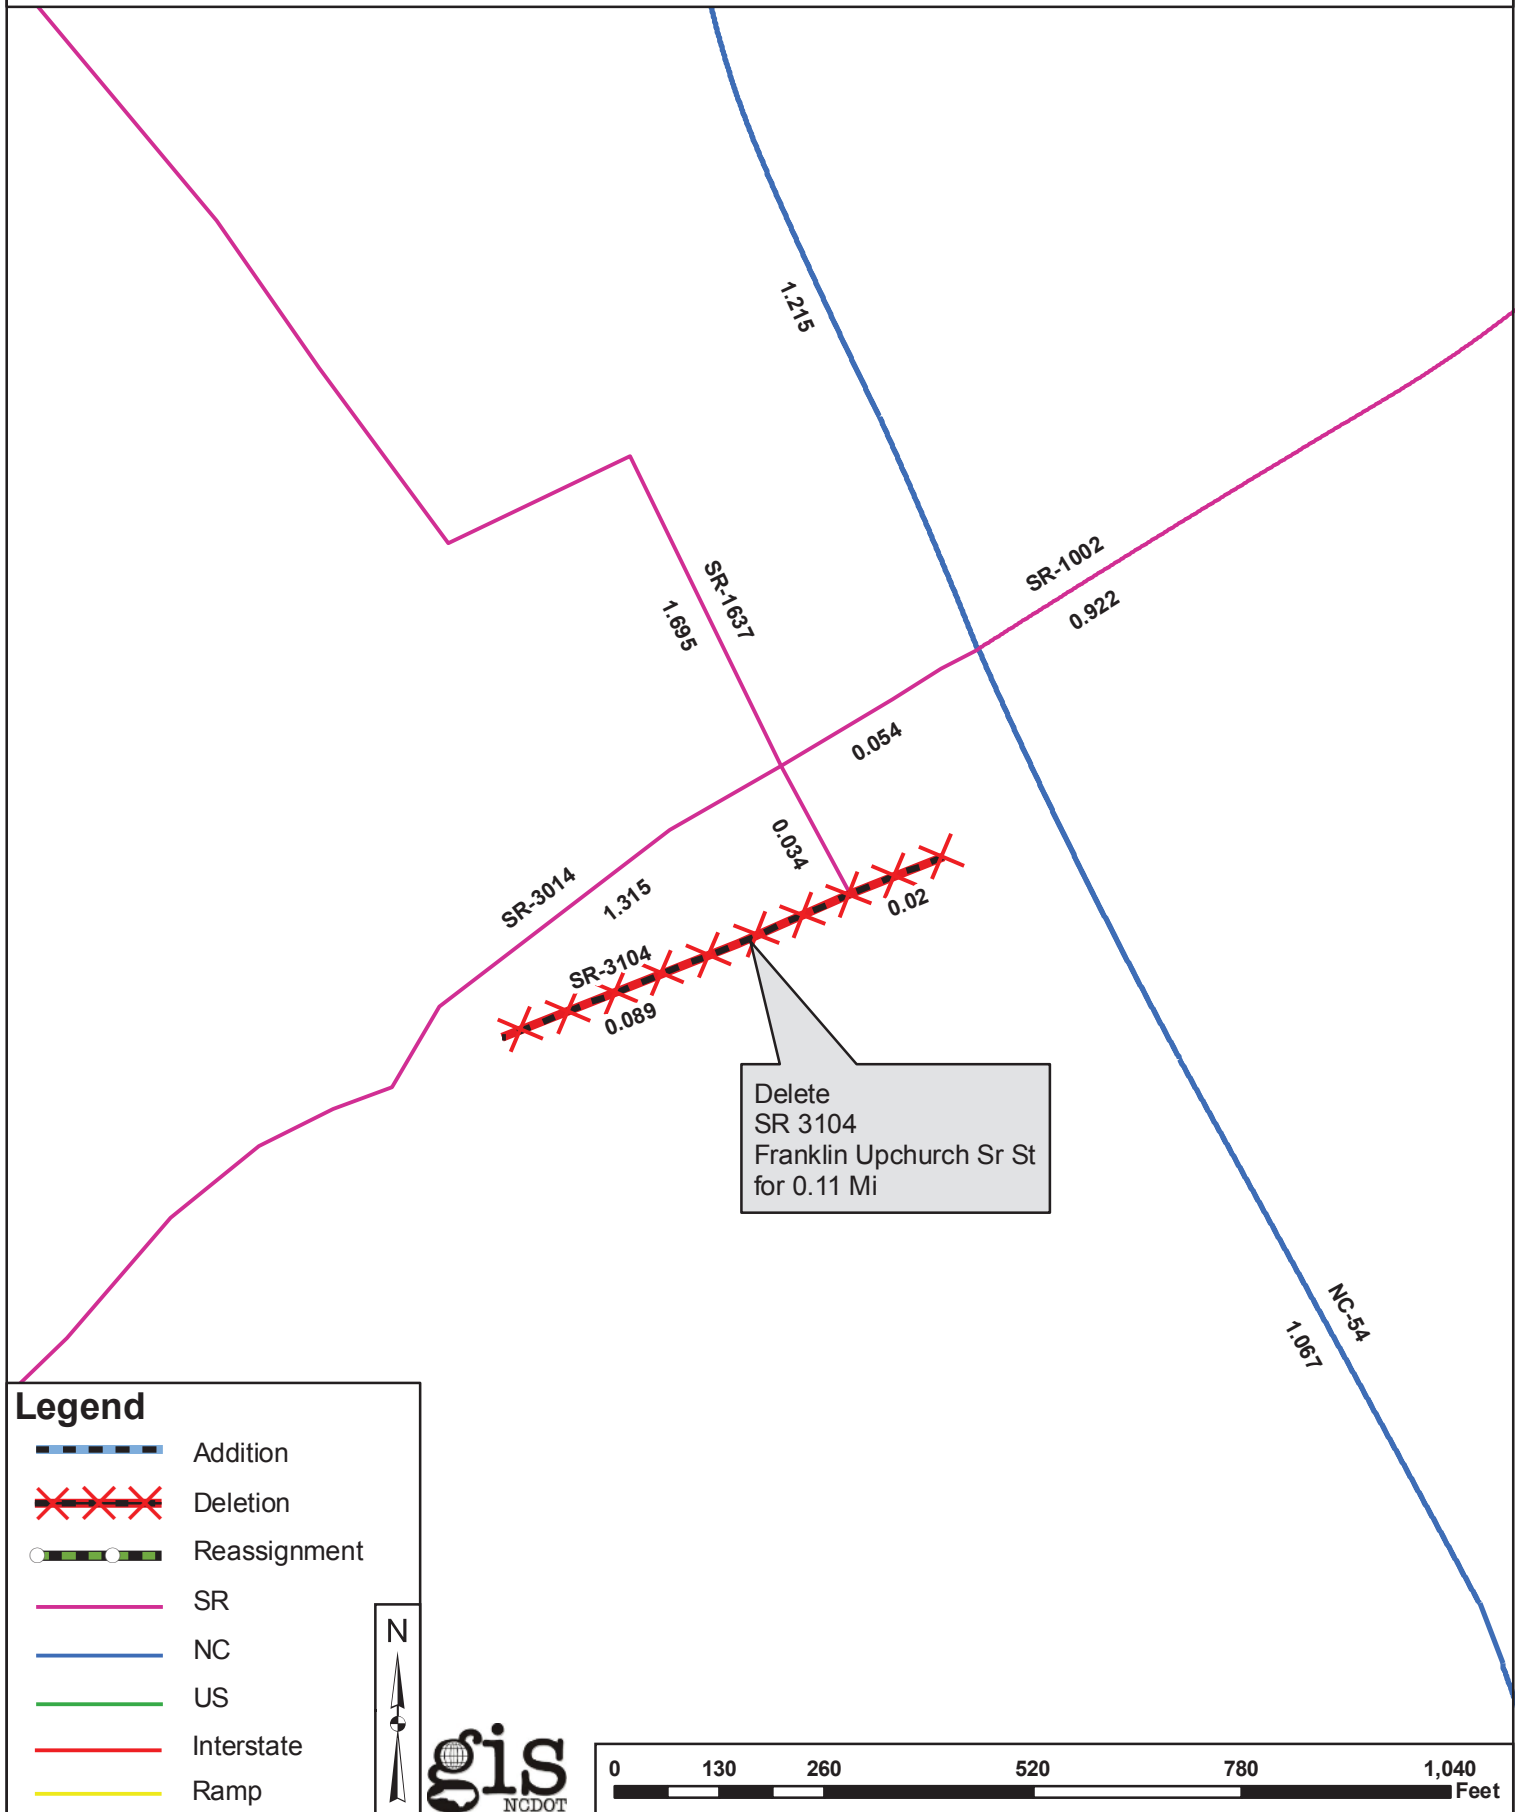 1.215
SR-1002
0.922
SR-1637
1.695
0.054
0.034
SR-3014
1.315
0.02
SR-3104
0.089
Delete
SR 3104
Franklin Upchurch Sr St
for 0.11 Mi
NC-54
1.067
Legend
Addition
Deletion
Reassignment
SR
NC
US
Interstate
Ramp
N
gis
NCDOT
0 130 260 520 780 1,040
Feet